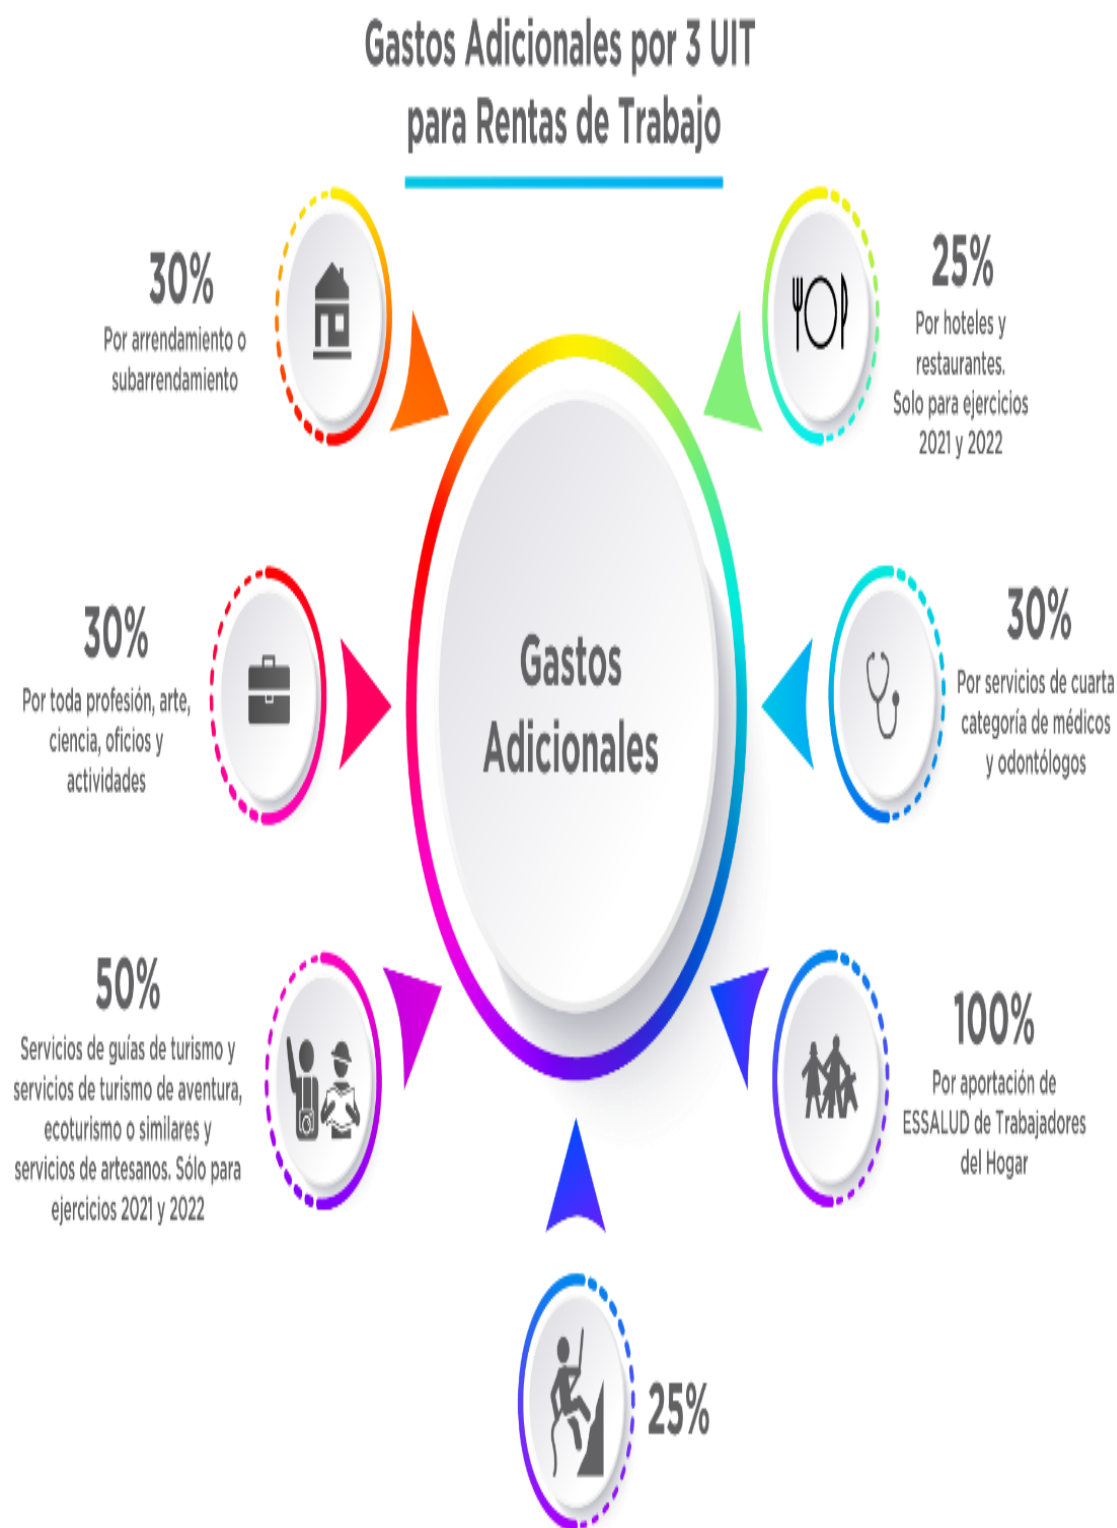 Gastos Adicionales por 3 UIT
para Rentas de Trabajo
30%
Por arrendamiento o
subarrendamiento
25%
Por hoteles y
restaurantes.
Solo para ejercicios
2021 y 2022
30%
Por toda profesión, arte,
ciencia, oficios y
actividades
Gastos
Adicionales
30%
Por servicios de cuarta
categoría de médicos
y odontólogos
50%
Servicios de guías de turismo y
servicios de turismo de aventura,
ecoturismo o similares y
servicios de artesanos. Sólo para
ejercicios 2021 y 2022
100%
Por aportación de
ESSALUD de Trabajadores
del Hogar
25%